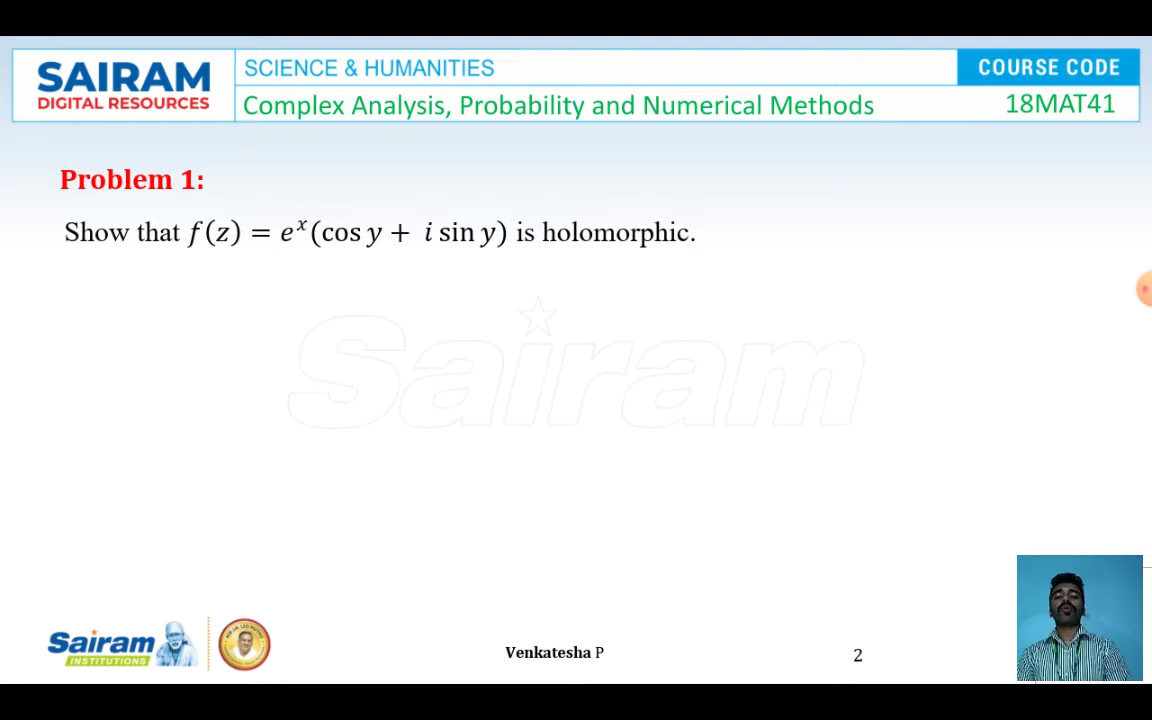 SAIRAM
DIGITAL RESOURCES
SCIENCE & HUMANITIES
COURSE CODE
Complex Analysis, Probability and Numerical Methods
18MAT41
Problem 1:
Show that f(z) = eˣ(cos y + i sin y) is holomorphic.
Sairam
Sairam
INSTITUTIONS
Venkatesha P
2